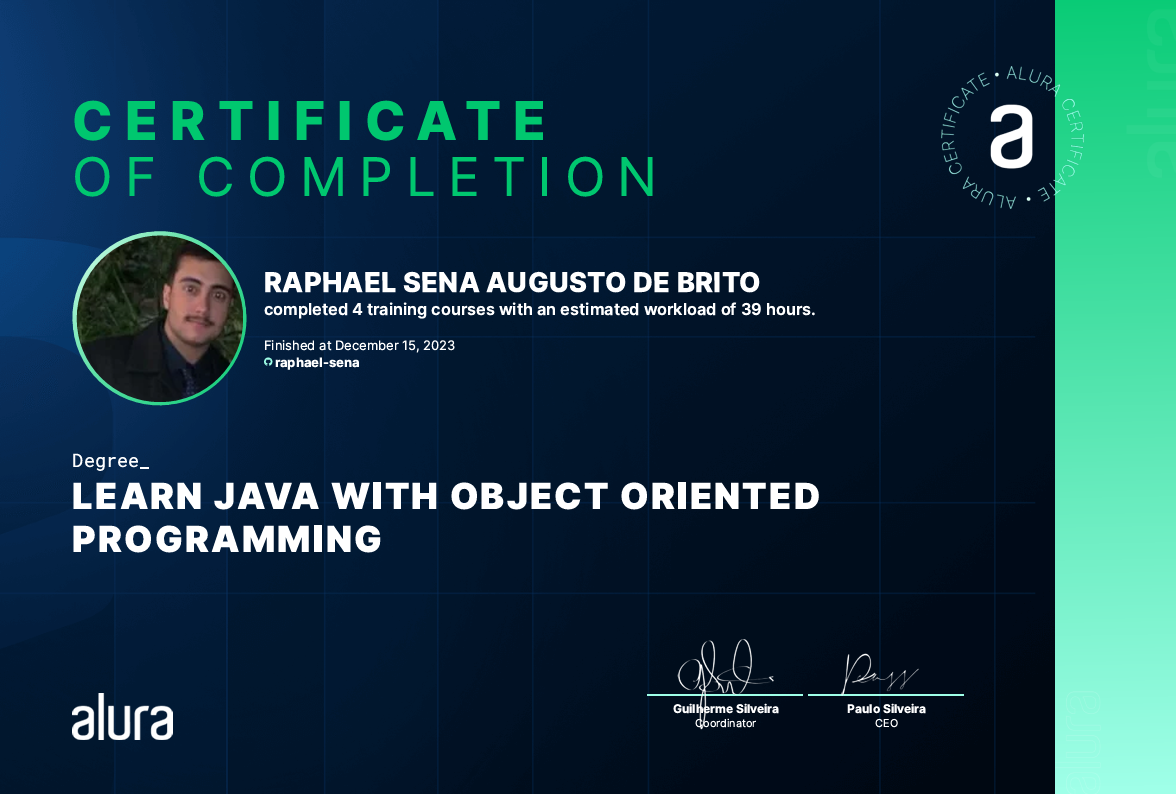 CERTIFICATE
OF COMPLETION
ALURA CERTIFICATE • ALURA CERTIFICATE •
a
alura
RAPHAEL SENA AUGUSTO DE BRITO
completed 4 training courses with an estimated workload of 39 hours.
Finished at December 15, 2023
raphael-sena
Degree_
LEARN JAVA WITH OBJECT ORIENTED
PROGRAMMING
alura
Guilherme Silveira
Coordinator
Paulo Silveira
CEO
alura